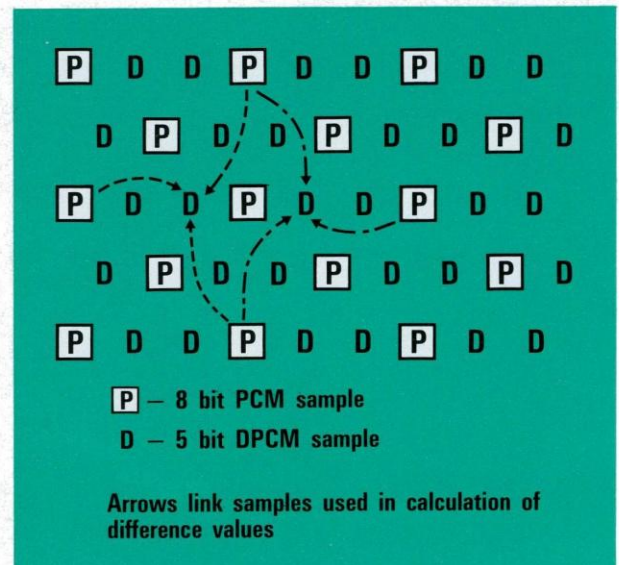 P D D P D D P D D
D P D D P D D P D
P D D P D D P D D
D P D D P D D P D
P D D P D D P D D
P – 8 bit PCM sample
D – 5 bit DPCM sample
Arrows link samples used in calculation of
difference values